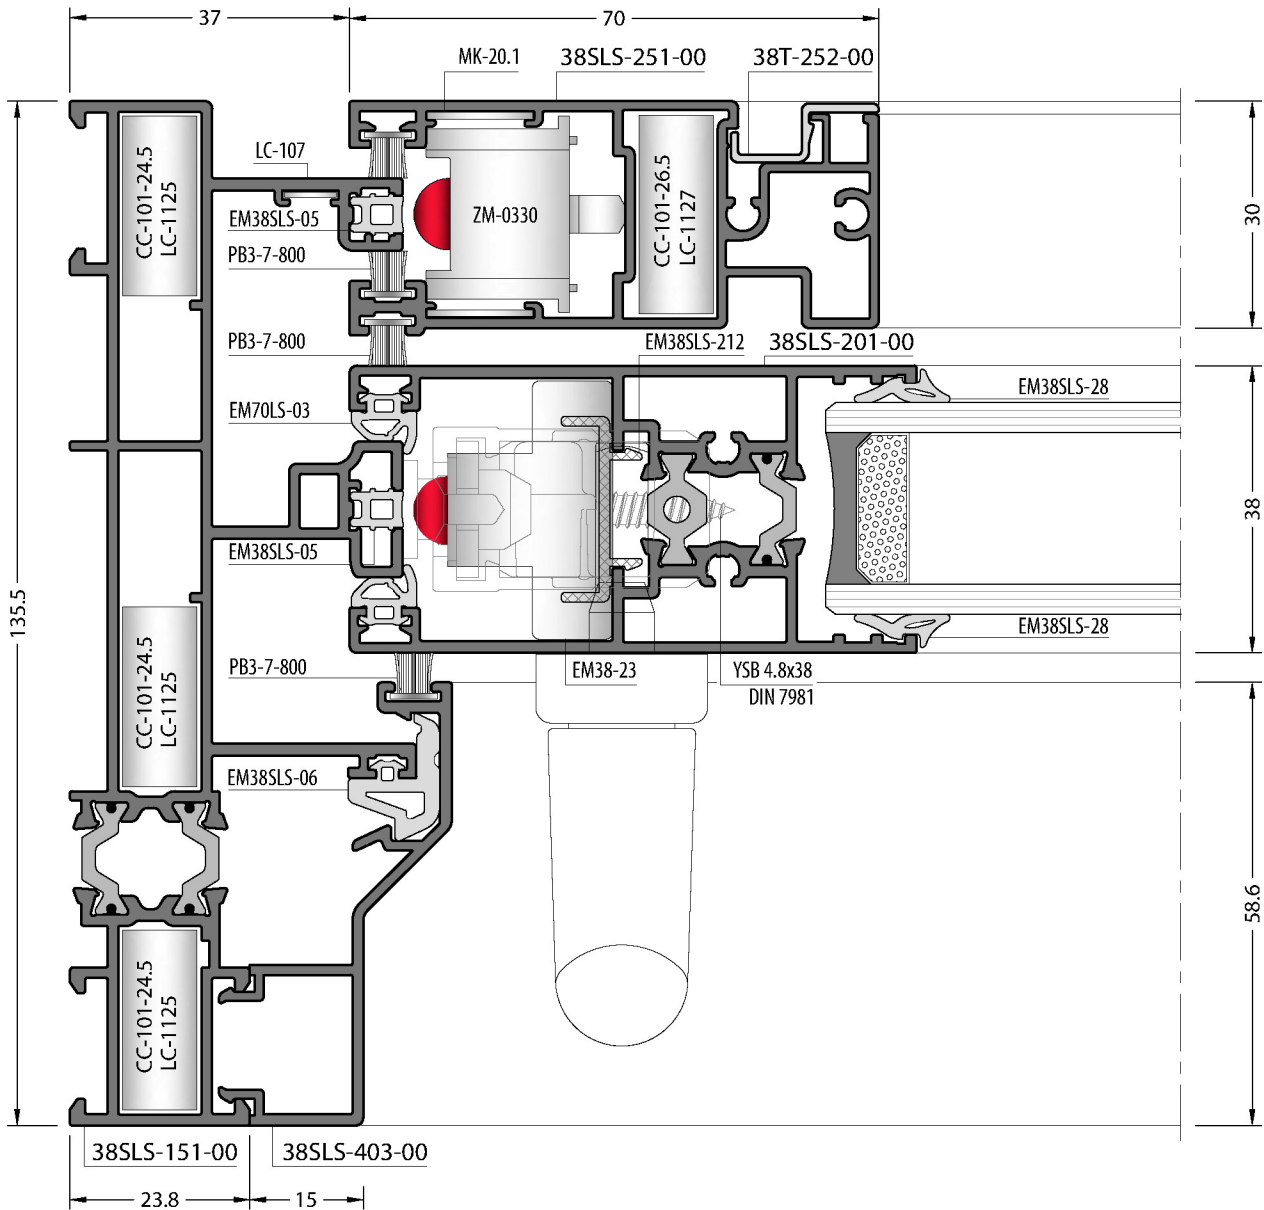 37
70
MK-20.1
38SLS-251-00
38T-252-00
LC-107
CC-101-24.5
LC-1125
EM38SLS-05
ZM-0330
CC-101-26.5
LC-1127
30
PB3-7-800
PB3-7-800
EM38SLS-212
38SLS-201-00
EM38SLS-28
EM70LS-03
38
EM38SLS-05
135.5
CC-101-24.5
LC-1125
EM38SLS-28
PB3-7-800
EM38-23
YSB 4.8x38
DIN 7981
EM38SLS-06
58.6
CC-101-24.5
LC-1125
38SLS-151-00
38SLS-403-00
23.8
15